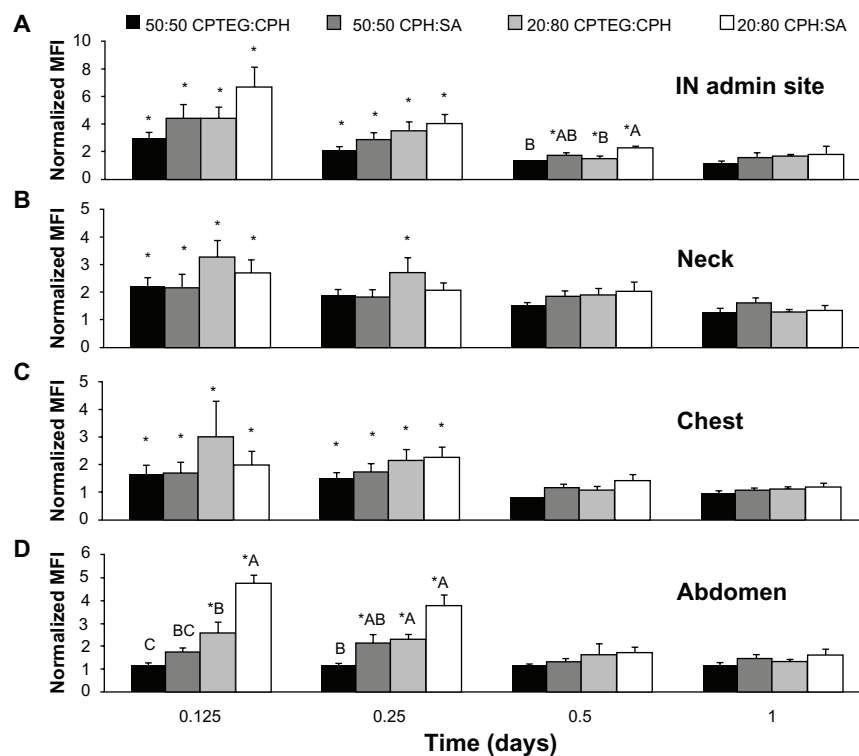 A
50:50 CPTEG:CPH 50:50 CPH:SA 20:80 CPTEG:CPH 20:80 CPH:SA
Normalized MFI
10
8
6
4
2
0
* * * *
* * * *
B *AB *B *A
IN admin site
B
Normalized MFI
5
4
3
2
1
0
* * * *
*
Neck
C
Normalized MFI
5
4
3
2
1
0
* * * *
* * * *
Chest
D
Normalized MFI
6
5
4
3
2
1
0
C BC *B *A
B *AB *A *A
Abdomen
0.125 0.25 0.5 1
Time (days)